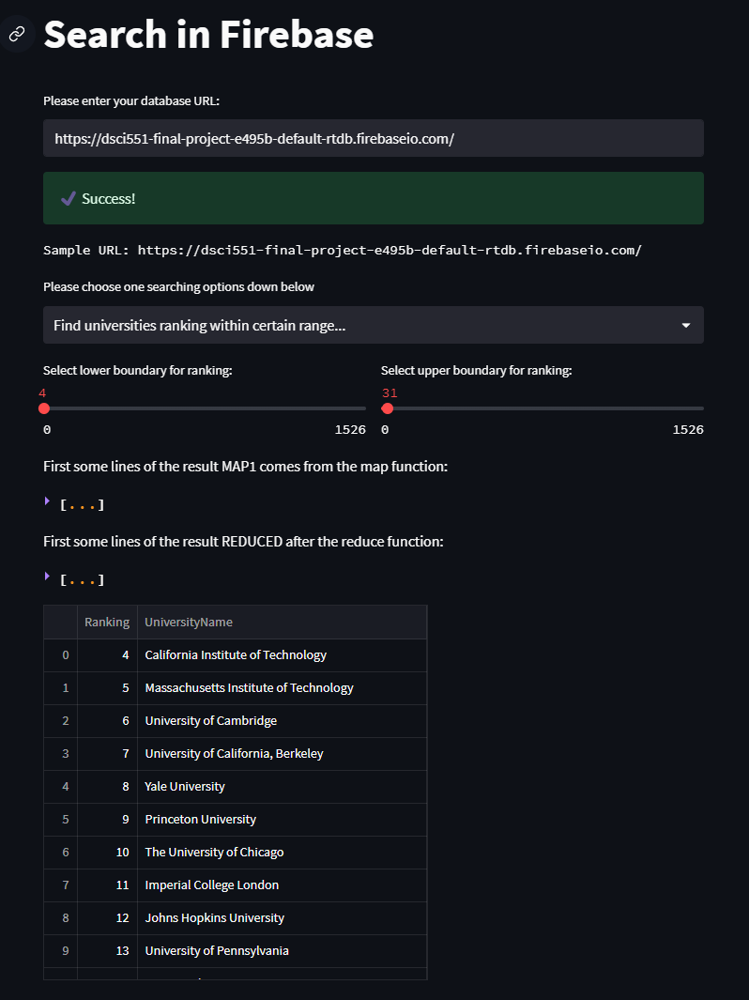 Search in Firebase
Please enter your database URL:
https://dsci551-final-project-e495b-default-rtdb.firebaseio.com/
✔ Success!
Sample URL: https://dsci551-final-project-e495b-default-rtdb.firebaseio.com/
Please choose one searching options down below
Find universities ranking within certain range...
Select lower boundary for ranking: Select upper boundary for ranking:
4 31
0 1526 0 1526
First some lines of the result MAP1 comes from the map function:
[...]
First some lines of the result REDUCED after the reduce function:
[...]
Ranking UniversityName
0 4 California Institute of Technology
1 5 Massachusetts Institute of Technology
2 6 University of Cambridge
3 7 University of California, Berkeley
4 8 Yale University
5 9 Princeton University
6 10 The University of Chicago
7 11 Imperial College London
8 12 Johns Hopkins University
9 13 University of Pennsylvania